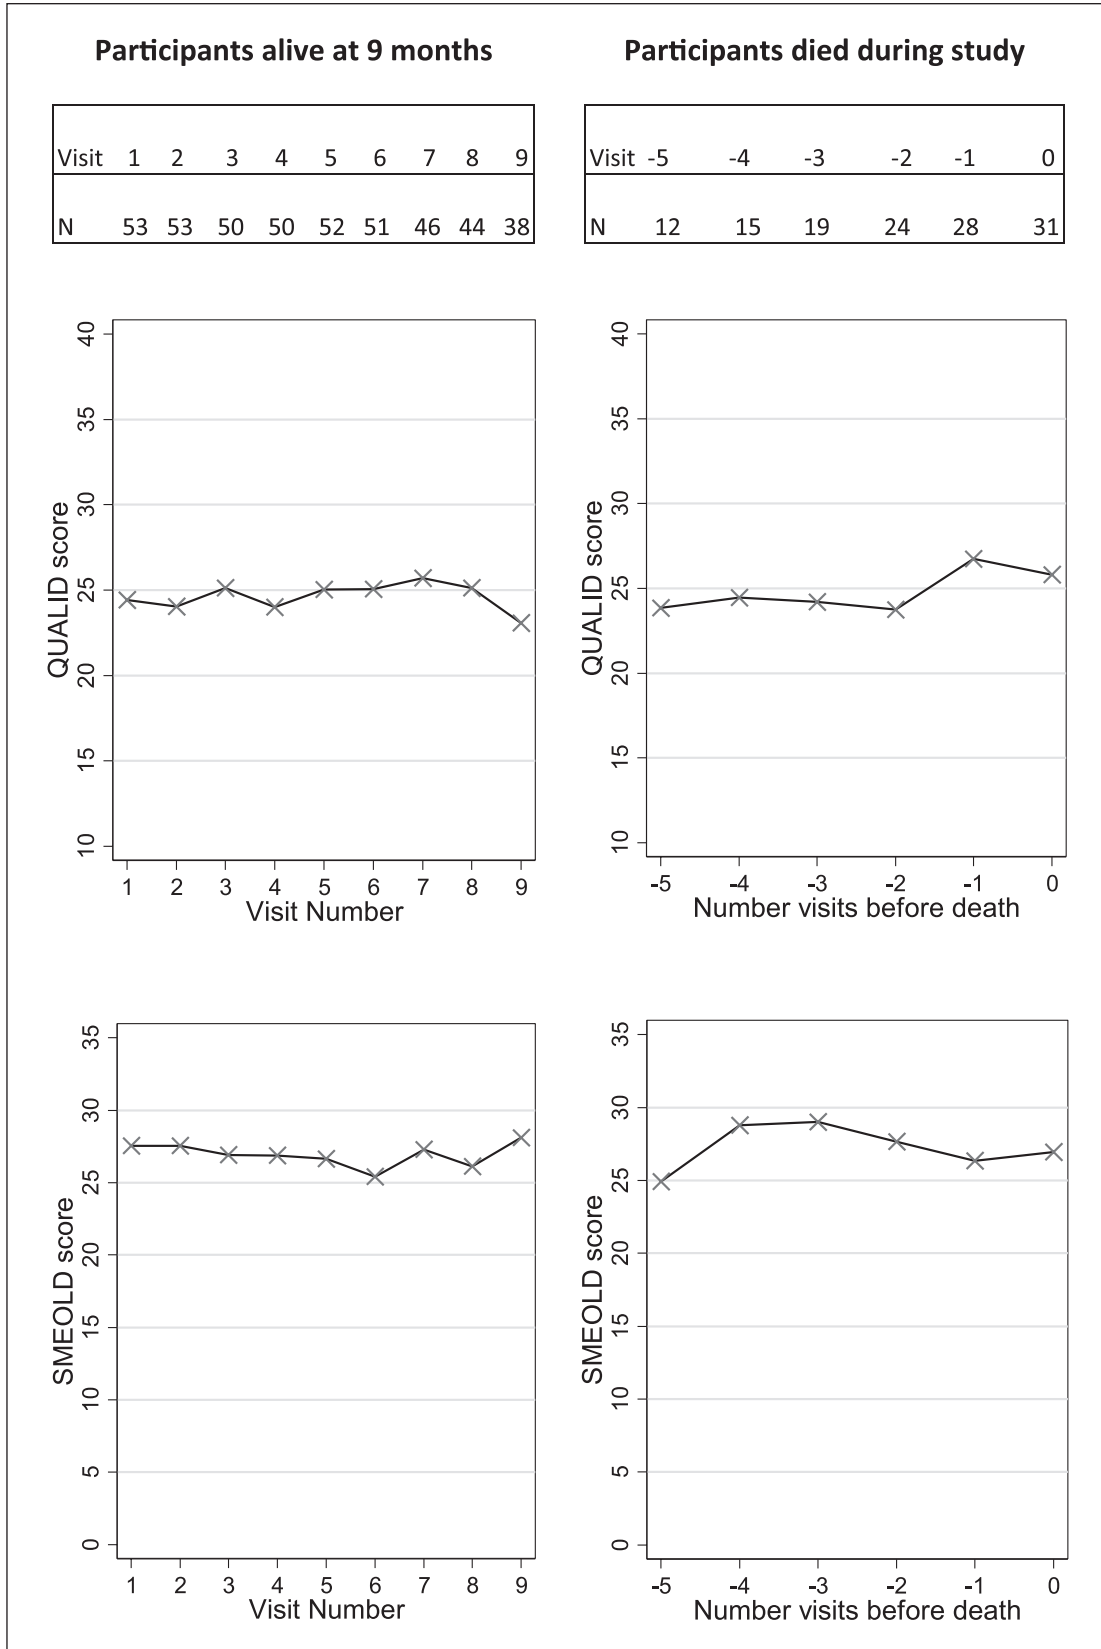 Participants alive at 9 months
Visit 1 2 3 4 5 6 7 8 9
N 53 53 50 50 52 51 46 44 38
Participants died during study
Visit -5 -4 -3 -2 -1 0
N 12 15 19 24 28 31
QUALID score
40
35
30
25
20
15
10
1 2 3 4 5 6 7 8 9
Visit Number
QUALID score
40
35
30
25
20
15
10
-5 -4 -3 -2 -1 0
Number visits before death
SMEOLD score
35
30
25
20
15
10
5
0
1 2 3 4 5 6 7 8 9
Visit Number
SMEOLD score
35
30
25
20
15
10
5
0
-5 -4 -3 -2 -1 0
Number visits before death